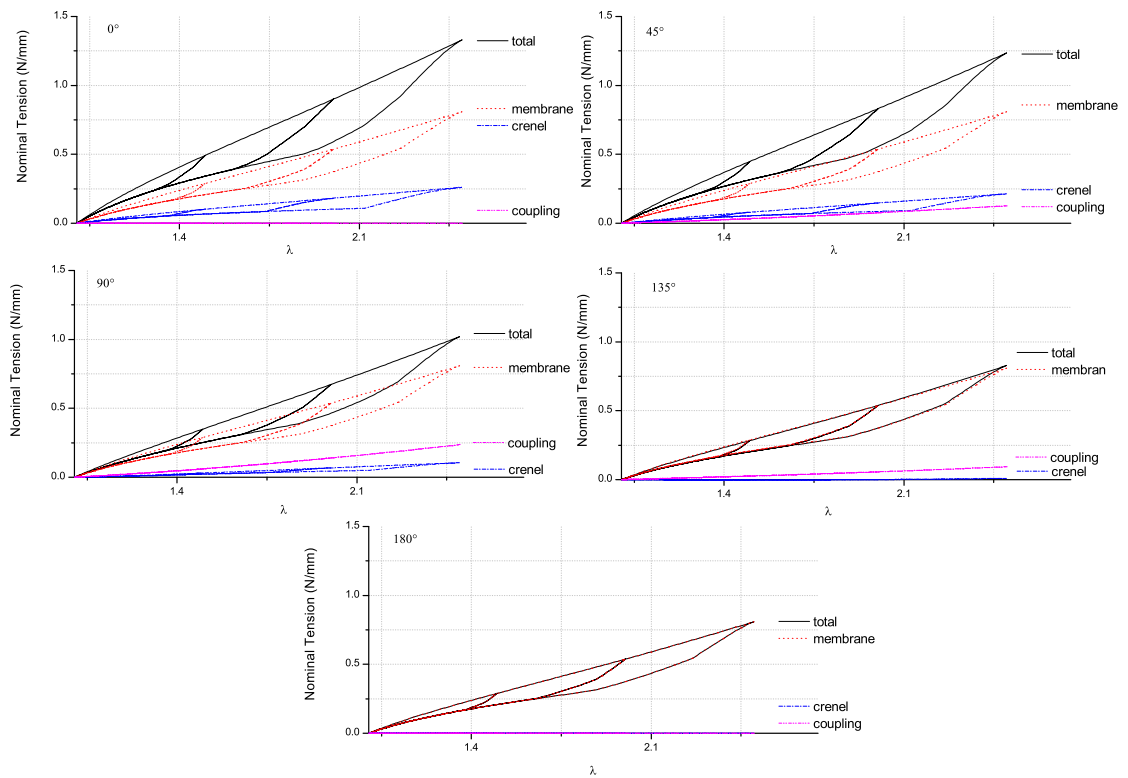 0°
1.5
1.0
0.5
0.0
Nominal Tension (N/mm)
1.4
2.1
λ
total
membrane
crenel
coupling
45°
1.5
1.0
0.5
0.0
Nominal Tension (N/mm)
1.4
2.1
λ
total
membrane
crenel
coupling
90°
1.5
1.0
0.5
0.0
Nominal Tension (N/mm)
1.4
2.1
λ
total
membrane
coupling
crenel
135°
1.5
1.0
0.5
0.0
Nominal Tension (N/mm)
1.4
2.1
λ
total
membran
coupling
crenel
180°
1.5
1.0
0.5
0.0
Nominal Tension (N/mm)
1.4
2.1
λ
total
membrane
crenel
coupling